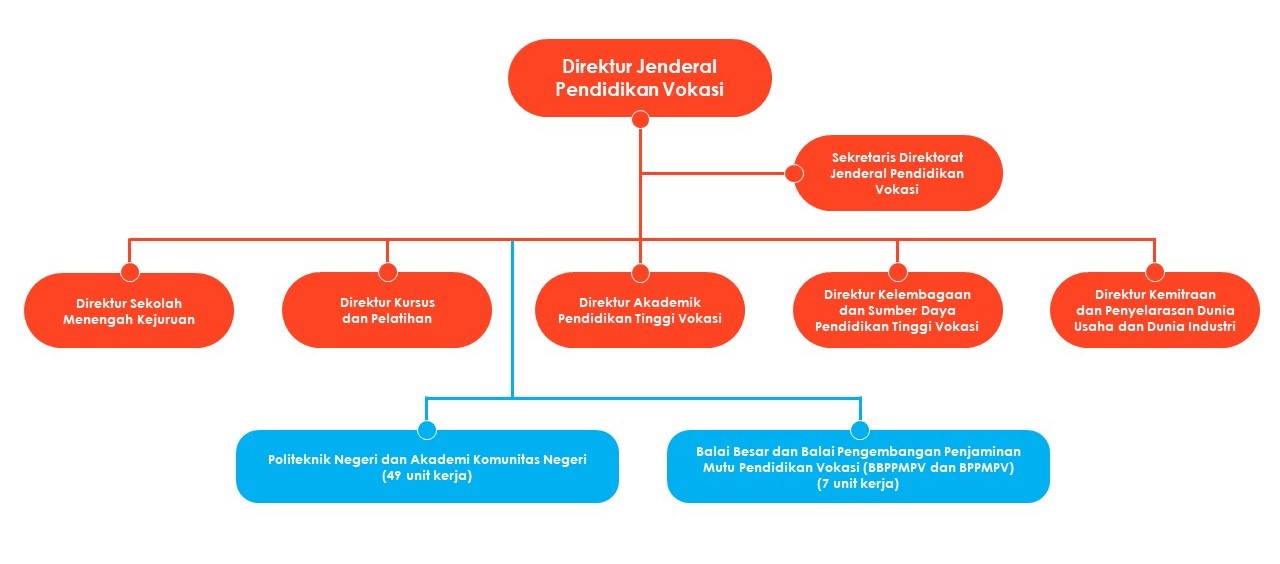 Direktur Jenderal
Pendidikan Vokasi
Sekretaris Direktorat
Jenderal Pendidikan
Vokasi
Direktur Sekolah
Menengah Kejuruan
Direktur Kursus
dan Pelatihan
Direktur Akademik
Pendidikan Tinggi Vokasi
Direktur Kelembagaan
dan Sumber Daya
Pendidikan Tinggi Vokasi
Direktur Kemitraan
dan Penyelarasan Dunia
Usaha dan Dunia Industri
Politeknik Negeri dan Akademi Komunitas Negeri
(49 unit kerja)
Balai Besar dan Balai Pengembangan Penjaminan
Mutu Pendidikan Vokasi (BBPPMPV dan BPPMPV)
(7 unit kerja)